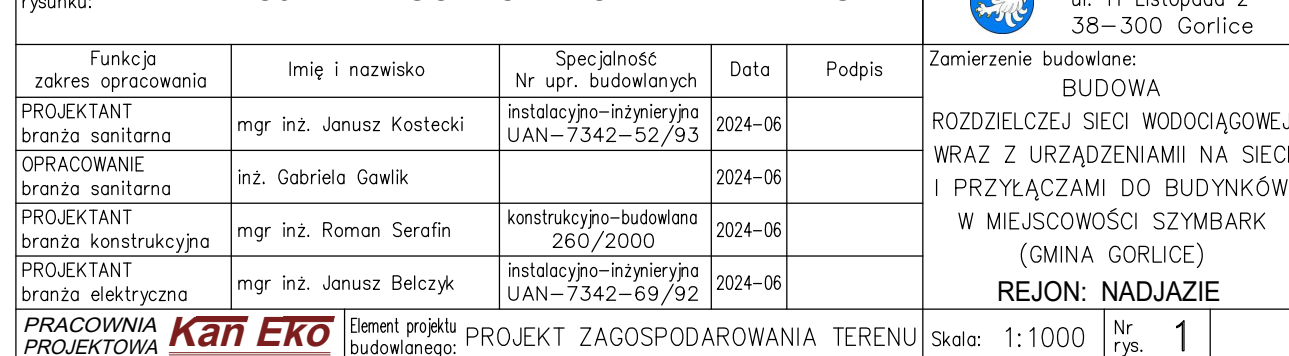 rysunku:
ul. 11 Listopada 2
38-300 Gorlice
Funkcja
zakres opracowania
Imię i nazwisko
Specjalność
Nr upr. budowlanych
Data
Podpis
PROJEKTANT
branża sanitarna
mgr inż. Janusz Kostecki
instalacyjno-inżynieryjna
UAN-7342-52/93
2024-06
OPRACOWANIE
branża sanitarna
inż. Gabriela Gawlik
2024-06
PROJEKTANT
branża konstrukcyjna
mgr inż. Roman Serafin
konstrukcyjno-budowlana
260/2000
2024-06
PROJEKTANT
branża elektryczna
mgr inż. Janusz Belczyk
instalacyjno-inżynieryjna
UAN-7342-69/92
2024-06
Zamierzenie budowlane:
BUDOWA
ROZDZIELCZEJ SIECI WODOCIĄGOWEJ
WRAZ Z URZĄDZENIAMII NA SIECI
I PRZYŁĄCZAMI DO BUDYNKÓW
W MIEJSCOWOŚCI SZYMBARK
(GMINA GORLICE)
REJON: NADJAZIE
PRACOWNIA
PROJEKTOWA
Kan Eko
Element projektu
budowlanego:
PROJEKT ZAGOSPODAROWANIA TERENU
Skala: 1:1000
Nr
rys.
1